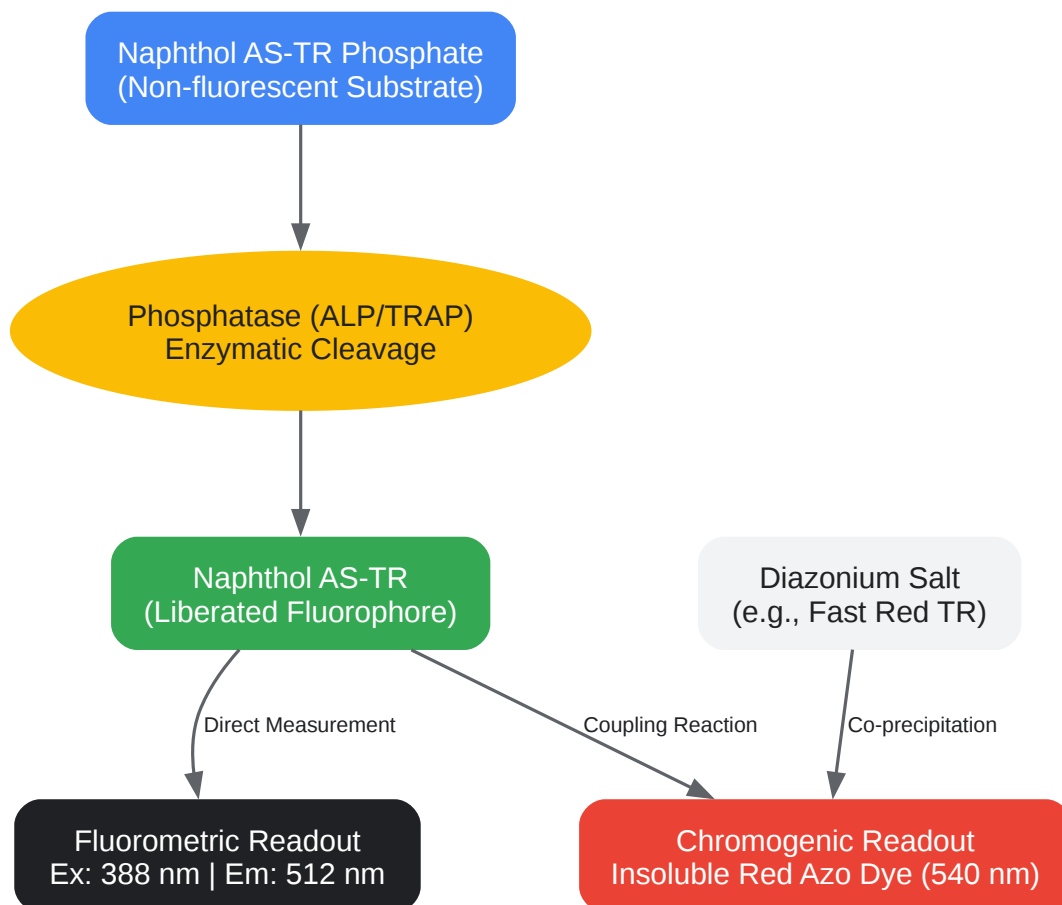 Naphthol AS-TR Phosphate
(Non-fluorescent Substrate)
Phosphatase (ALP/TRAP)
Enzymatic Cleavage
Naphthol AS-TR
(Liberated Fluorophore)
Diazonium Salt
(e.g., Fast Red TR)
Direct Measurement
Coupling Reaction
Co-precipitation
Fluorometric Readout
Ex: 388 nm | Em: 512 nm
Chromogenic Readout
Insoluble Red Azo Dye (540 nm)